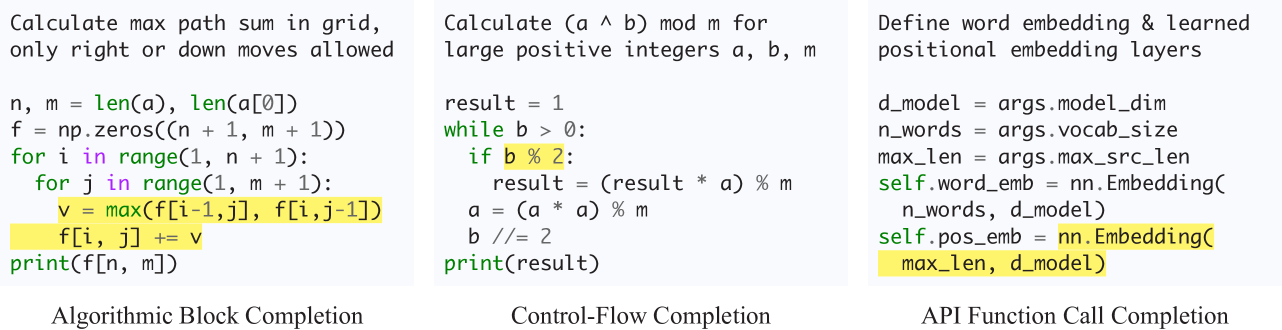 Calculate max path sum in grid,
only right or down moves allowed
n, m = len(a), len(a[0])
f = np.zeros((n + 1, m + 1))
for i in range(1, n + 1):
  for j in range(1, m + 1):
    v = max(f[i-1,j], f[i,j-1])
    f[i, j] += v
print(f[n, m])
Algorithmic Block Completion
Calculate (a ^ b) mod m for
large positive integers a, b, m
result = 1
while b > 0:
  if b % 2:
    result = (result * a) % m
  a = (a * a) % m
  b //= 2
print(result)
Control-Flow Completion
Define word embedding & learned
positional embedding layers
d_model = args.model_dim
n_words = args.vocab_size
max_len = args.max_src_len
self.word_emb = nn.Embedding(
  n_words, d_model)
self.pos_emb = nn.Embedding(
  max_len, d_model)
API Function Call Completion